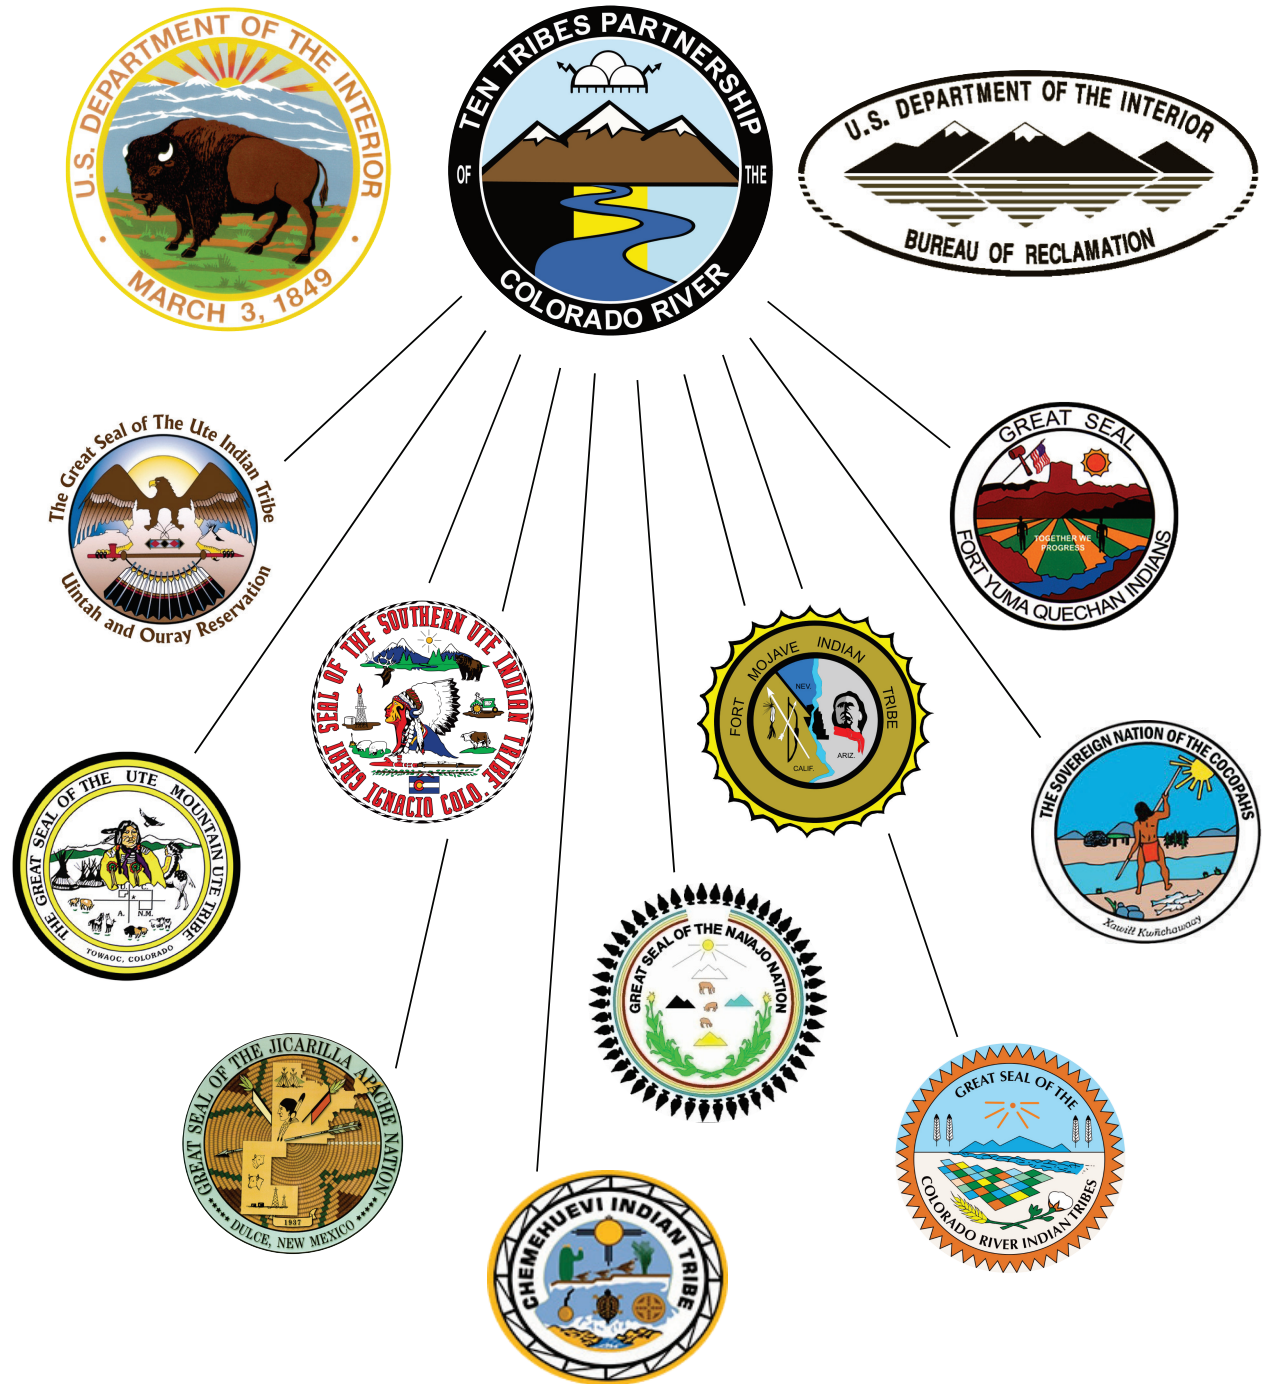 U.S. DEPARTMENT OF THE INTERIOR
MARCH 3, 1849
TEN TRIBES PARTNERSHIP
OF THE
COLORADO RIVER
U.S. DEPARTMENT OF THE INTERIOR
BUREAU OF RECLAMATION
The Great Seal of The Ute Indian Tribe
Uintah and Ouray Reservation
GREAT SEAL
TOGETHER WE
PROGRESS
FORT YUMA QUECHAN INDIANS
GREAT SEAL OF THE SOUTHERN UTE INDIAN TRIBE
IGNACIO COLO.
FORT MOJAVE INDIAN TRIBE
NEV.
ARIZ.
CALIF.
THE GREAT SEAL OF THE UTE MOUNTAIN UTE TRIBE
A. N.M.
TOWAOC, COLORADO
THE SOVEREIGN NATION OF THE COCOPAHS
Xawitt Kwñchawaay
GREAT SEAL OF THE NAVAJO NATION
GREAT SEAL OF THE JICARILLA APACHE NATION
1937
DULCE, NEW MEXICO
GREAT SEAL OF THE
COLORADO RIVER INDIAN TRIBES
CHEMEHUEVI INDIAN TRIBE